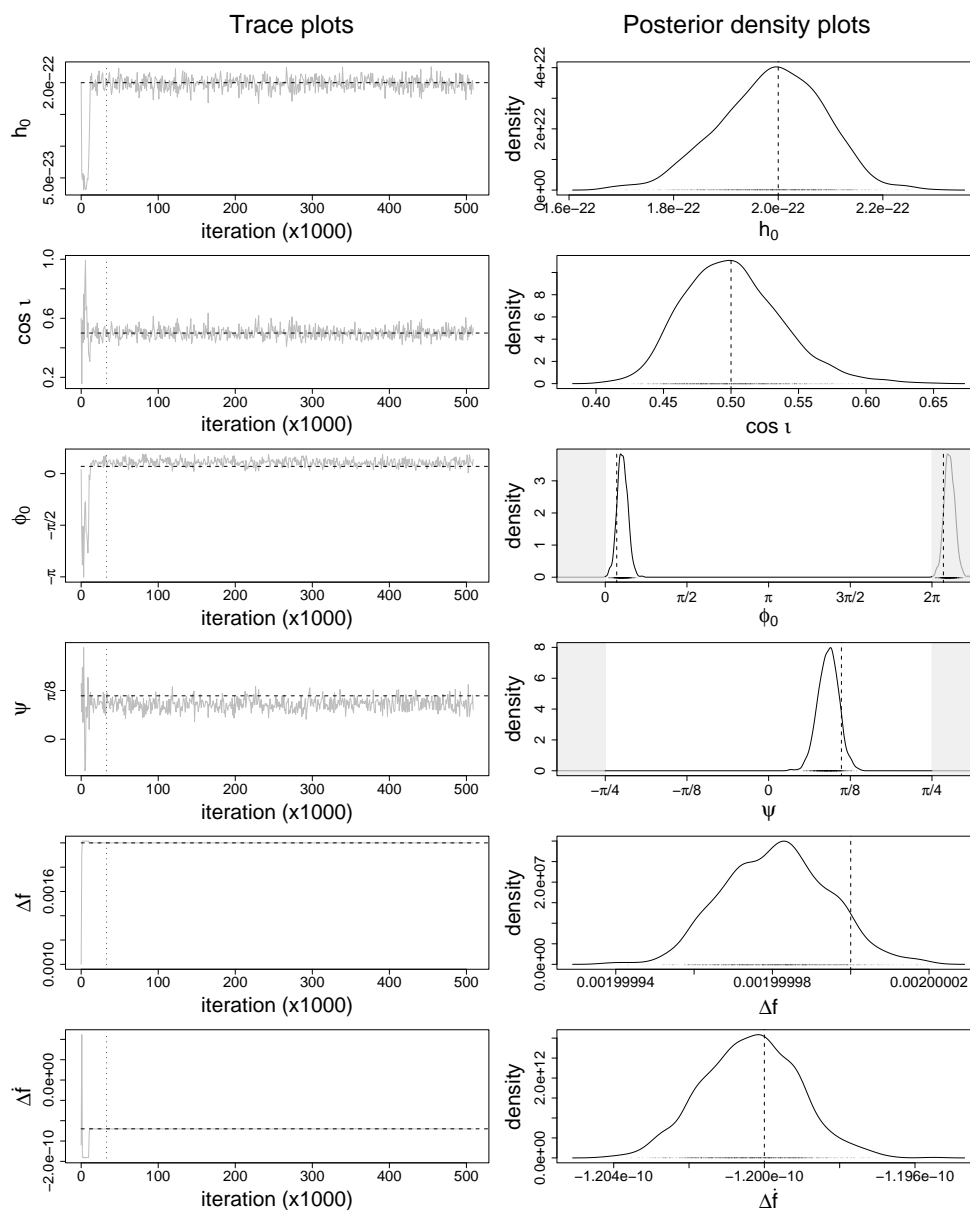 Trace plots
Posterior density plots
h₀
5.0e−23
2.0e−22
0
100
200
300
400
500
iteration (x1000)
density
0e+00
2e+22
4e+22
1.6e−22
1.8e−22
2.0e−22
2.2e−22
h₀
cos ι
0.2
0.6
1.0
0
100
200
300
400
500
iteration (x1000)
density
0
2
4
6
8
0.40
0.45
0.50
0.55
0.60
0.65
cos ι
ϕ₀
−π
−π/2
0
0
100
200
300
400
500
iteration (x1000)
density
0
1
2
3
0
π/2
π
3π/2
2π
ϕ₀
ψ
0
π/8
0
100
200
300
400
500
iteration (x1000)
density
0
2
4
6
8
−π/4
−π/8
0
π/8
π/4
ψ
Δf
0.0010
0.0016
0
100
200
300
400
500
iteration (x1000)
density
0.0e+00
2.0e+07
0.00199994
0.00199998
0.00200002
Δf
Δḟ
−2.0e−10
0.0e+00
0
100
200
300
400
500
iteration (x1000)
density
0.0e+00
2.0e+12
−1.204e−10
−1.200e−10
−1.196e−10
Δḟ